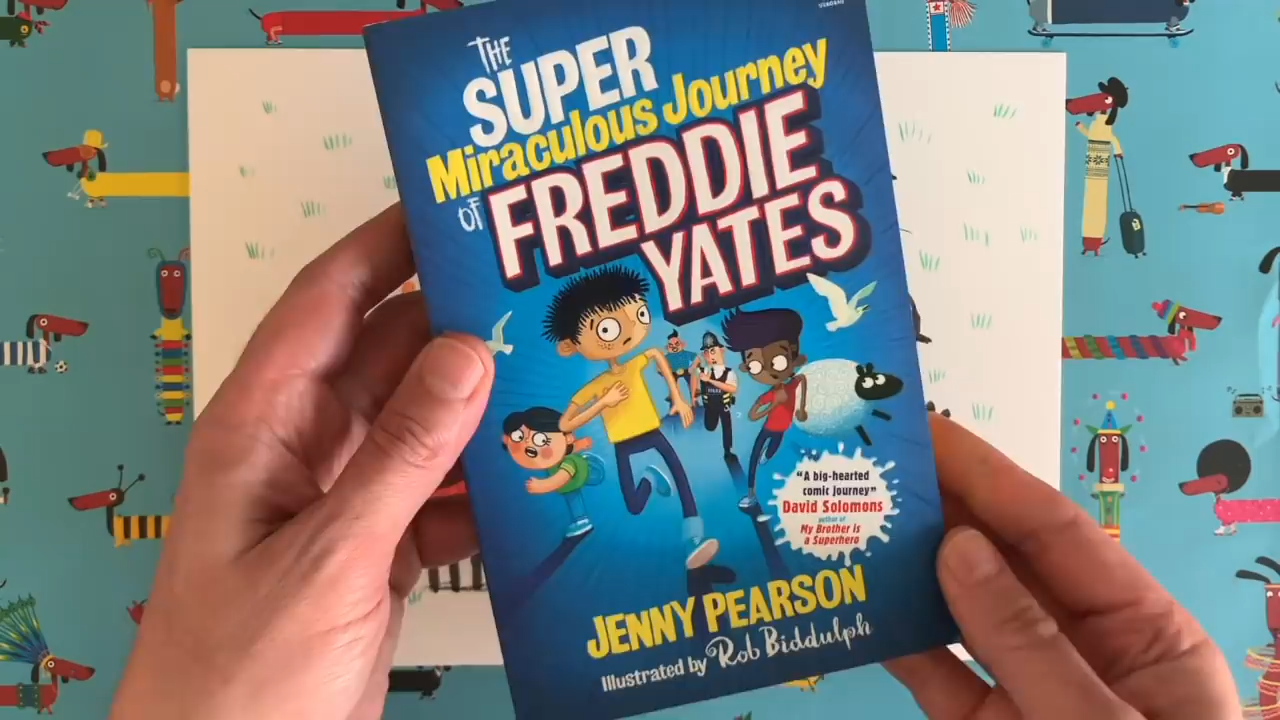 USBORNE
THE
SUPER
Miraculous Journey
OF FREDDIE
YATES
"A big-hearted
comic journey"
David Solomons
author of
My Brother Is
a Superhero
JENNY PEARSON
Illustrated by Rob Biddulph